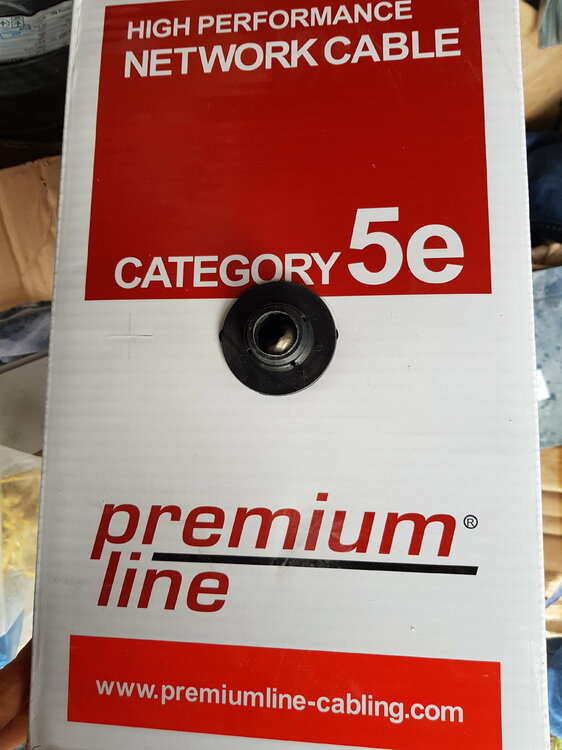 HIGH PERFORMANCE
NETWORK CABLE
CATEGORY 5e
premium®
line
www.premiumline-cabling.com